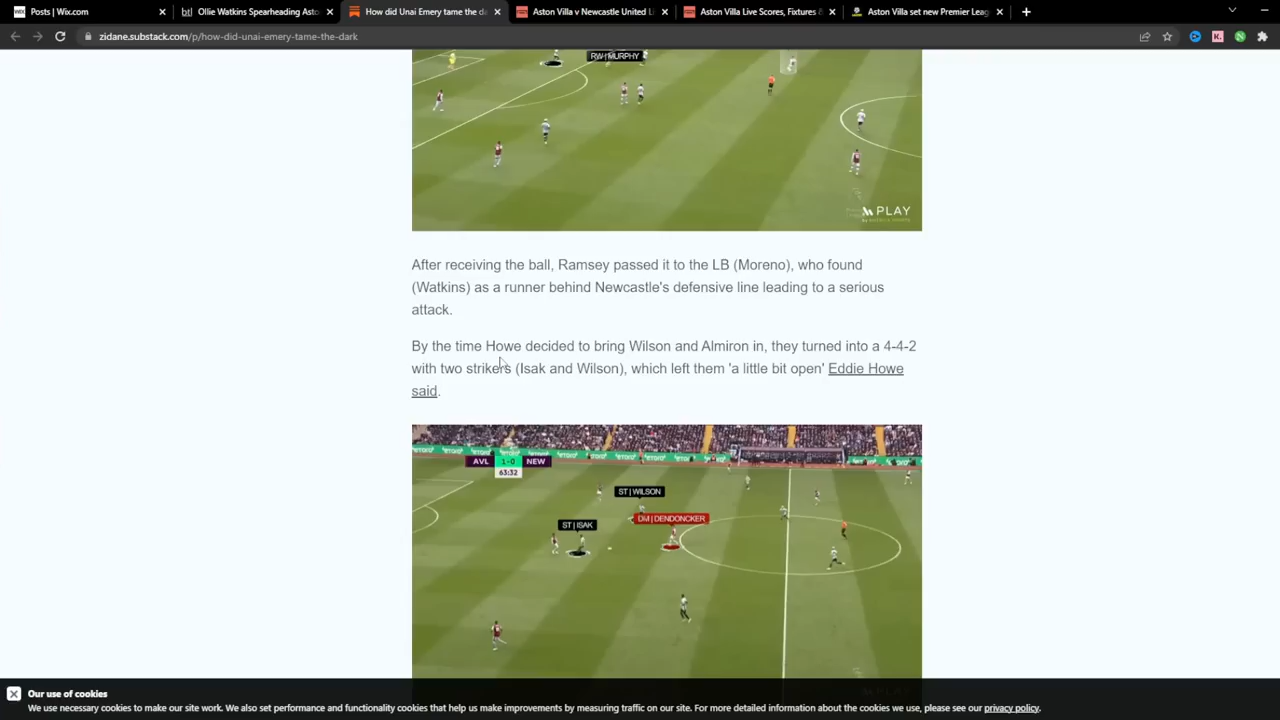 Posts | Wix.com
Ollie Watkins Spearheading Asto
How did Unai Emery tame the da
Aston Villa v Newcastle United Li
Aston Villa Live Scores, Fixtures &
Aston Villa set new Premier Leag
zidane.substack.com/p/how-did-unai-emery-tame-the-dark
RW | MURPHY
PLAY
After receiving the ball, Ramsey passed it to the LB (Moreno), who found
(Watkins) as a runner behind Newcastle's defensive line leading to a serious
attack.
By the time Howe decided to bring Wilson and Almiron in, they turned into a 4-4-2
with two strikers (Isak and Wilson), which left them 'a little bit open' Eddie Howe
said.
AVL 1-0 NEW
63:32
ST | WILSON
DM | DENDONCKER
ST | ISAK
Our use of cookies
We use necessary cookies to make our site work. We also set performance and functionality cookies that help us make improvements by measuring traffic on our site. For more detailed information about the cookies we use, please see our privacy policy.